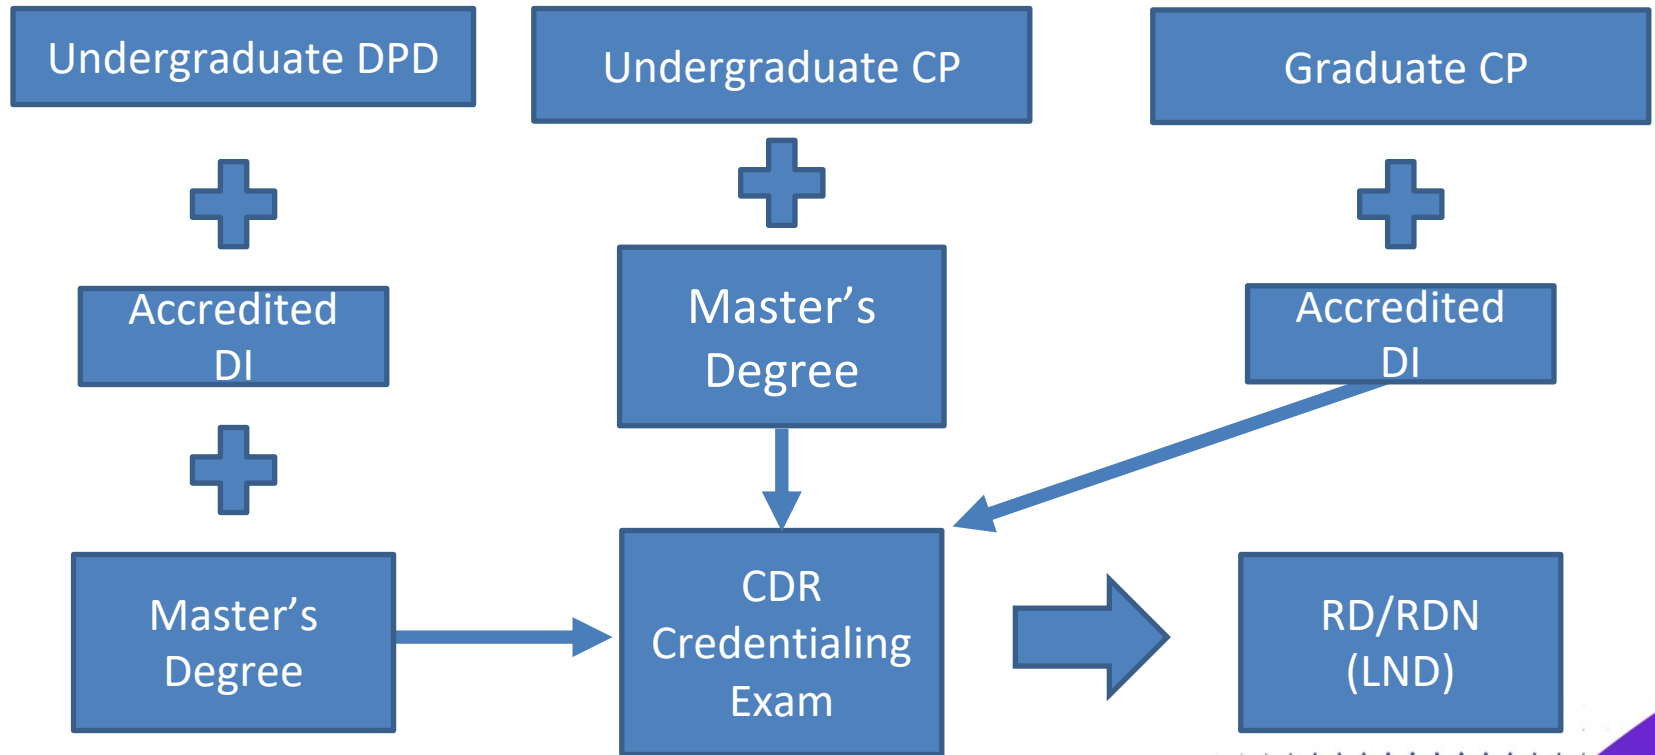 Undergraduate DPD
Undergraduate CP
Graduate CP
Accredited
DI
Master’s
Degree
Accredited
DI
Master’s
Degree
CDR
Credentialing
Exam
RD/RDN
(LND)